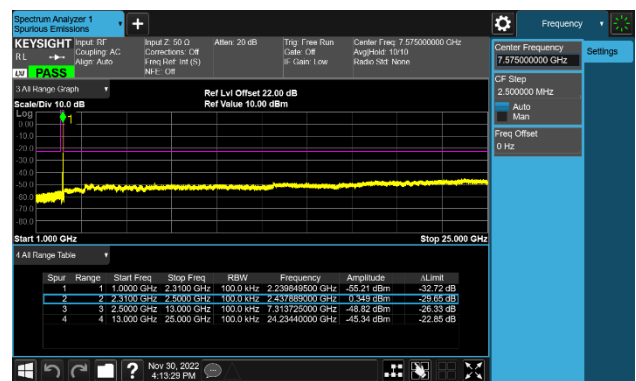 Spectrum Analyzer 1
Spurious Emissions
Frequency
KEYSIGHT Input: RF Input Z: 50 Ω Atten: 20 dB Trig: Free Run Center Freq: 7.575000000 GHz
R L Coupling: AC Corrections: Off Gate: Off Avg|Hold: 10/10
Align: Auto Freq Ref: Int (S) IF Gain: Low Radio Std: None
NFE: Off
LV PASS
Center Frequency
7.575000000 GHz
Settings
CF Step
2.500000 MHz
Auto
Man
Freq Offset
0 Hz
3 All Range Graph
Ref Lvl Offset 22.00 dB
Scale/Div 10.0 dB Ref Value 10.00 dBm
Log
1
0.00
-10.0
-20.0
-30.0
-40.0
-50.0
-60.0
-70.0
-80.0
Start 1.000 GHz Stop 25.000 GHz
4 All Range Table
Spur Range Start Freq Stop Freq RBW Frequency Amplitude ΔLimit
1 1 1.0000 GHz 2.3100 GHz 100.0 kHz 2.239849500 GHz -55.21 dBm -32.72 dB
2 2 2.3100 GHz 2.5000 GHz 100.0 kHz 2.437889000 GHz 0.349 dBm -29.65 dB
3 3 2.5000 GHz 13.000 GHz 100.0 kHz 7.313725000 GHz -48.82 dBm -26.33 dB
4 4 13.000 GHz 25.000 GHz 100.0 kHz 24.23440000 GHz -45.34 dBm -22.85 dB
Nov 30, 2022
4:13:29 PM